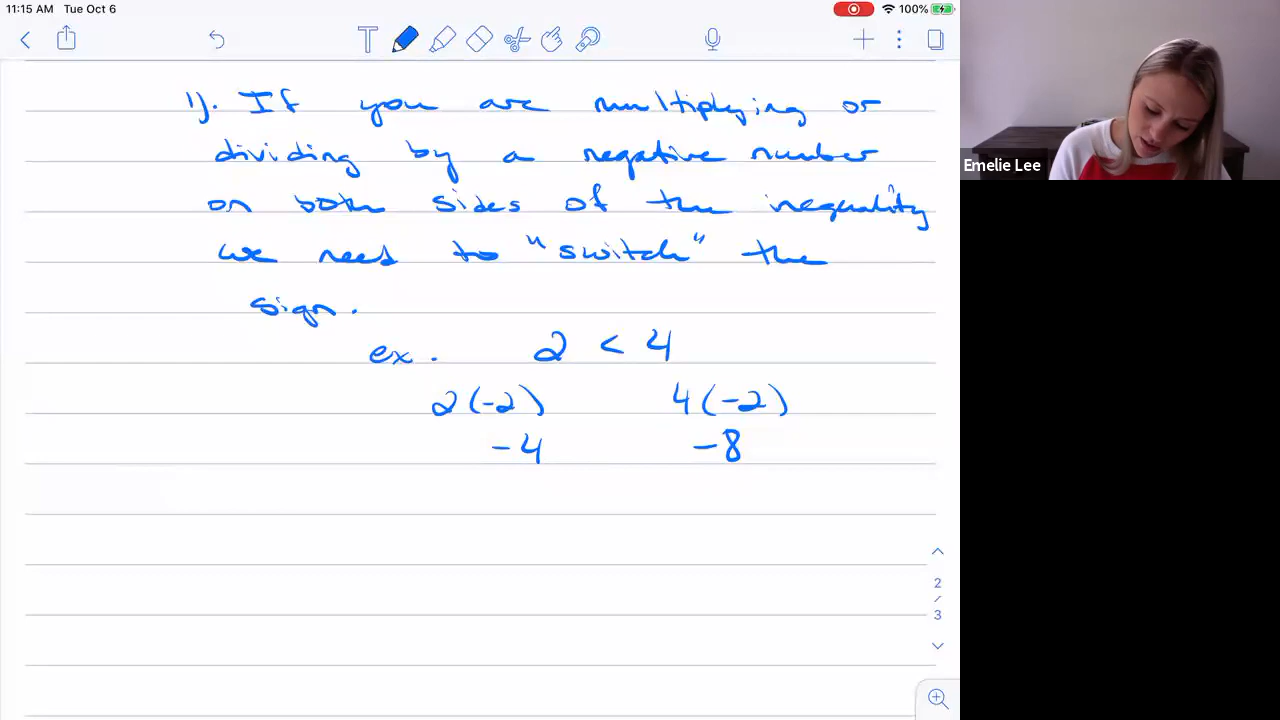 11:15 AM Tue Oct 6
100%
T
1). If you are multiplying or
dividing by a negative number
on both sides of the inequality
we need to "switch" the
sign.
ex. 2 < 4
2(-2) 4(-2)
-4 -8
Emelie Lee
2
/
3